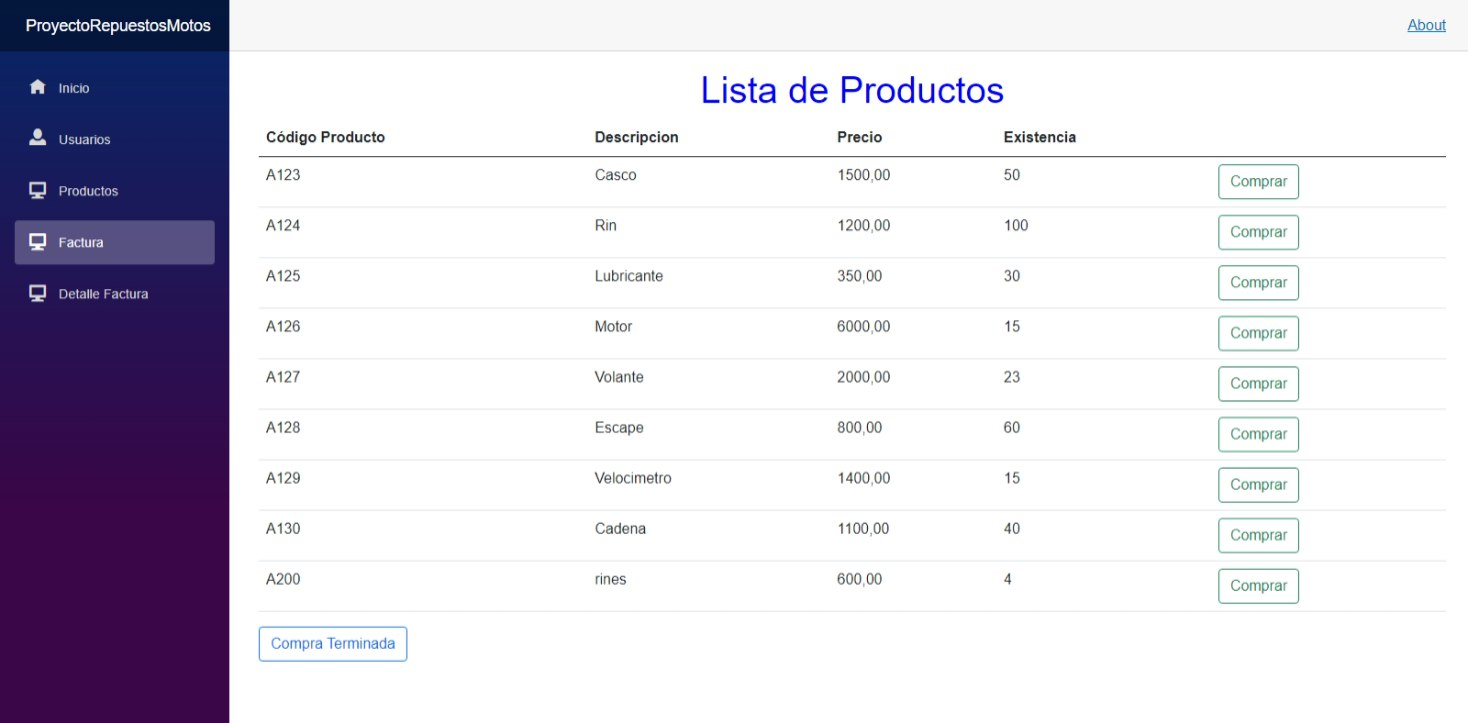 ProyectoRepuestosMotos
About
Inicio
Usuarios
Productos
Factura
Detalle Factura
Lista de Productos
Código Producto Descripcion Precio Existencia
A123 Casco 1500,00 50 Comprar
A124 Rin 1200,00 100 Comprar
A125 Lubricante 350,00 30 Comprar
A126 Motor 6000,00 15 Comprar
A127 Volante 2000,00 23 Comprar
A128 Escape 800,00 60 Comprar
A129 Velocimetro 1400,00 15 Comprar
A130 Cadena 1100,00 40 Comprar
A200 rines 600,00 4 Comprar
Compra Terminada